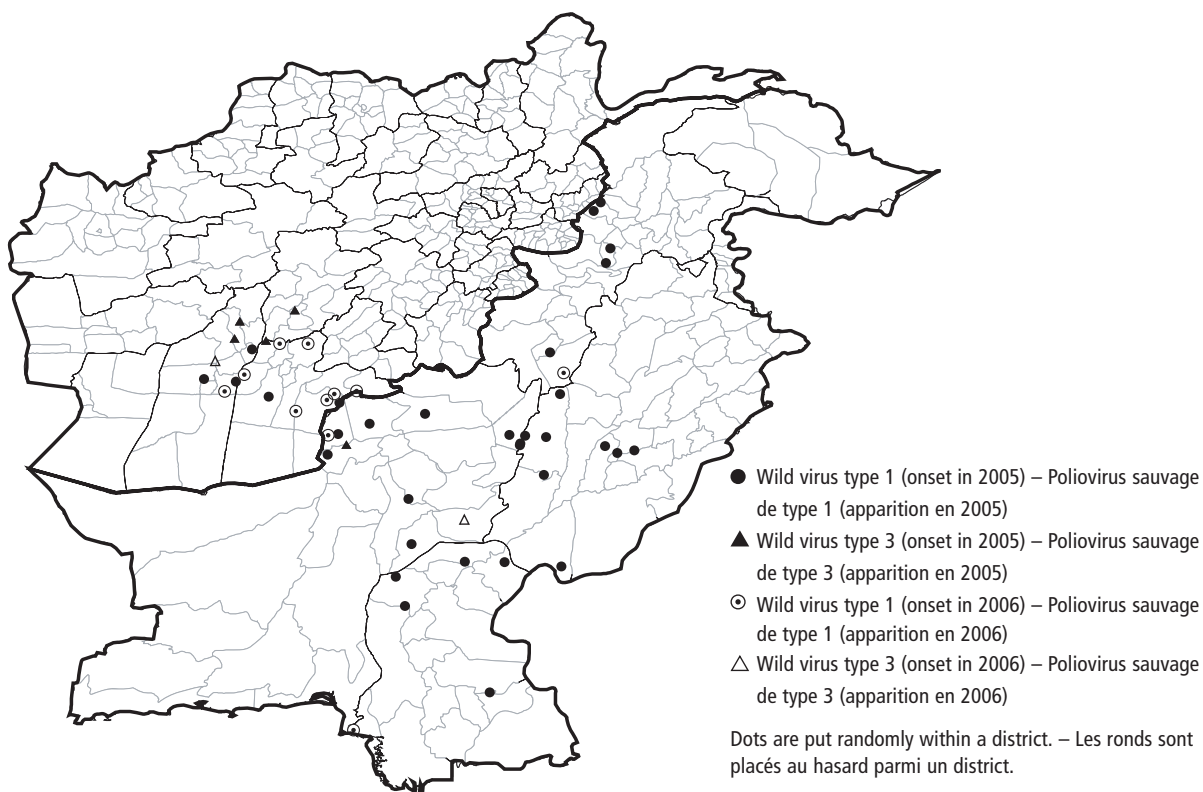 Wild virus type 1 (onset in 2005) – Poliovirus sauvage
de type 1 (apparition en 2005)
Wild virus type 3 (onset in 2005) – Poliovirus sauvage
de type 3 (apparition en 2005)
Wild virus type 1 (onset in 2006) – Poliovirus sauvage
de type 1 (apparition en 2006)
Wild virus type 3 (onset in 2006) – Poliovirus sauvage
de type 3 (apparition en 2006)
Dots are put randomly within a district. – Les ronds sont
placés au hasard parmi un district.